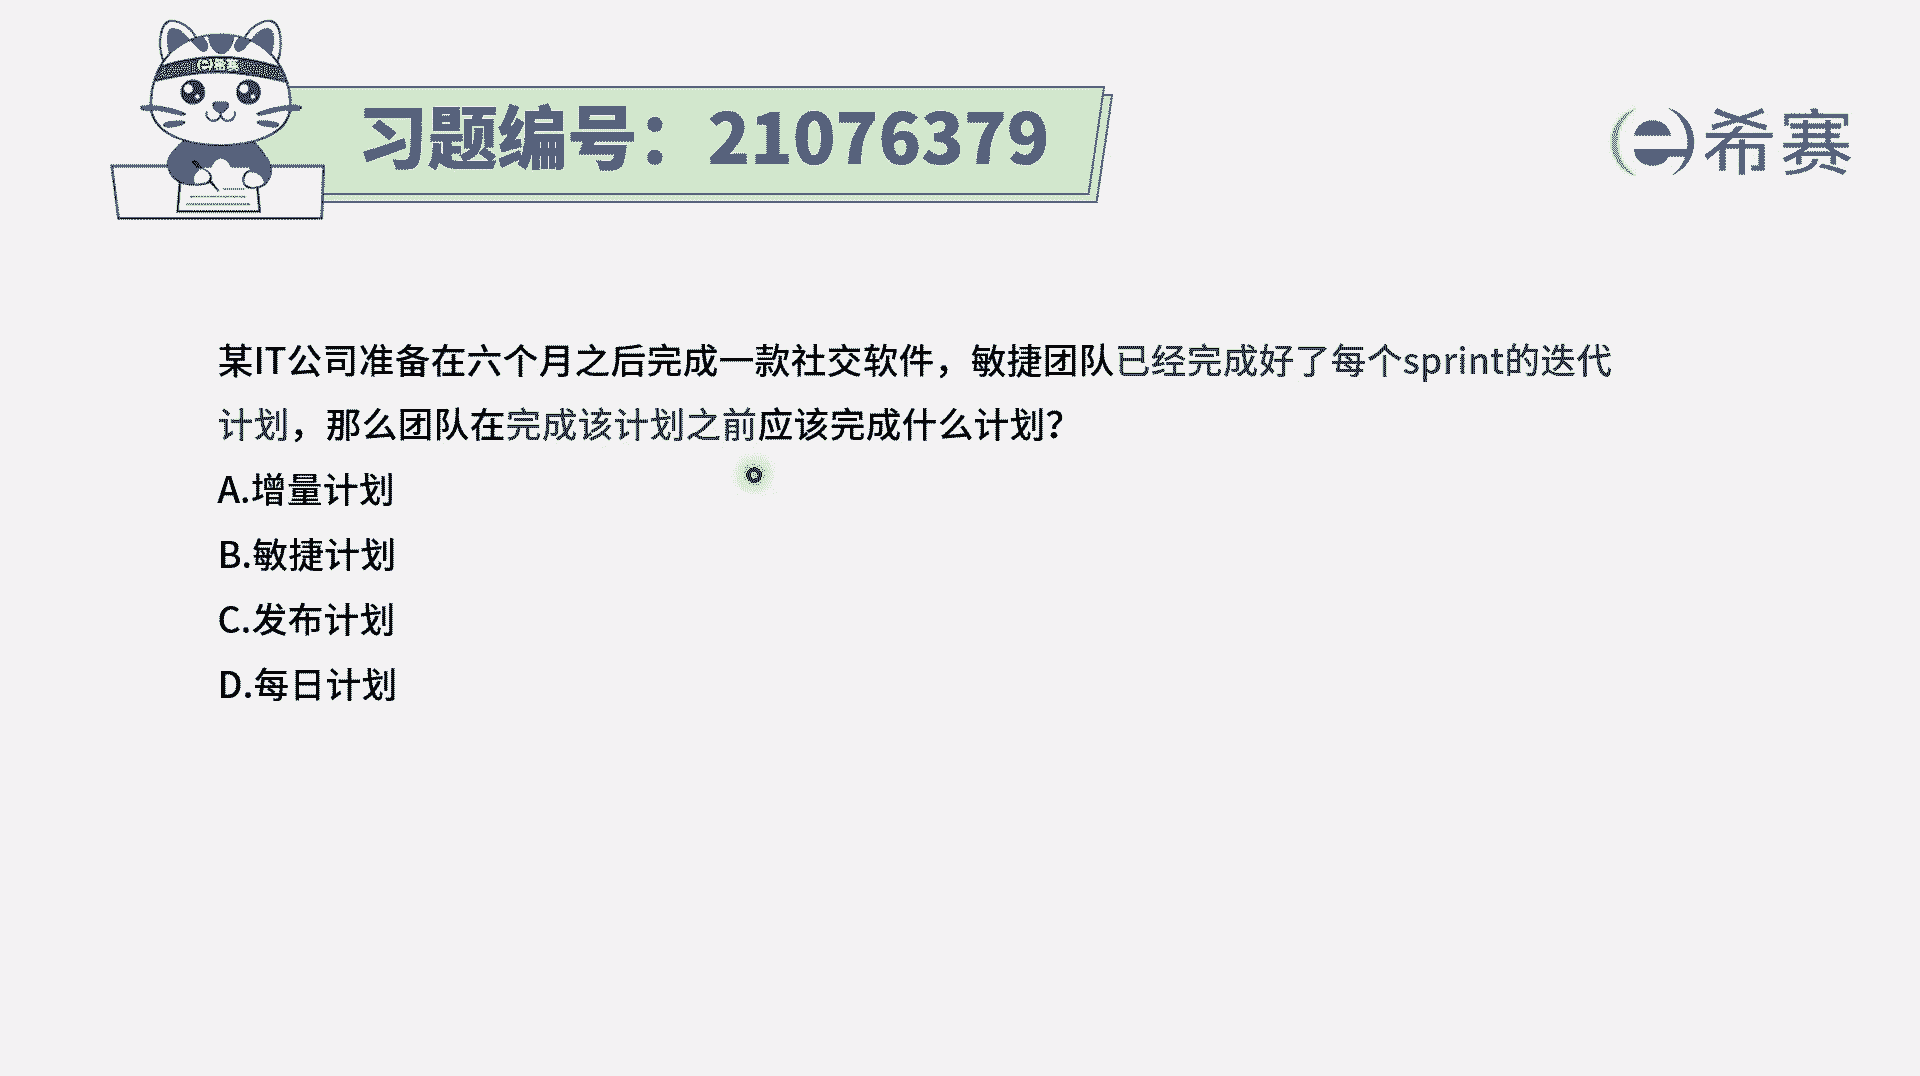 希赛
习题编号：21076379
希赛
某IT公司准备在六个月之后完成一款社交软件，敏捷团队已经完成好了每个sprint的迭代
计划，那么团队在完成该计划之前应该完成什么计划？
A.增量计划
B.敏捷计划
C.发布计划
D.每日计划